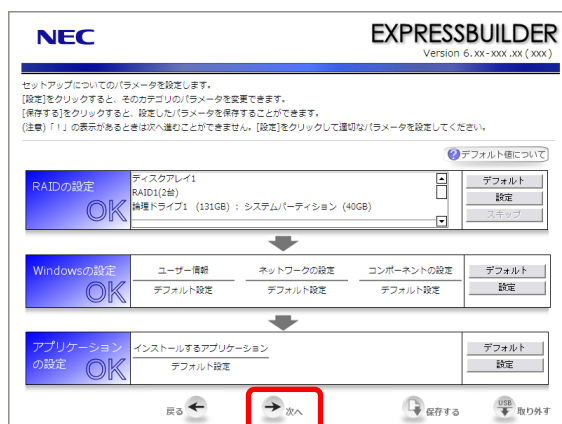 NEC
EXPRESSBUILDER
Version 6.xx-xxx.xx (xxx)
セットアップについてのパラメータを設定します。
[設定]をクリックすると、そのカテゴリのパラメータを変更できます。
[保存する]をクリックすると、設定したパラメータを保存することができます。
(注意)「！」の表示があるときは次へ進むことができません。[設定]をクリックして適切なパラメータを設定してください。
デフォルト値について
RAIDの設定
OK
ディスクアレイ1
RAID1(2台)
論理ドライブ1 (131GB) : システムパーティション (40GB)
デフォルト
設定
スキップ
Windowsの設定
OK
ユーザー情報 ネットワークの設定 コンポーネントの設定
デフォルト設定 デフォルト設定 デフォルト設定
デフォルト
設定
アプリケーション
の設定
OK
インストールするアプリケーション
デフォルト設定
デフォルト
設定
戻る 次へ 保存する USB 取り外す